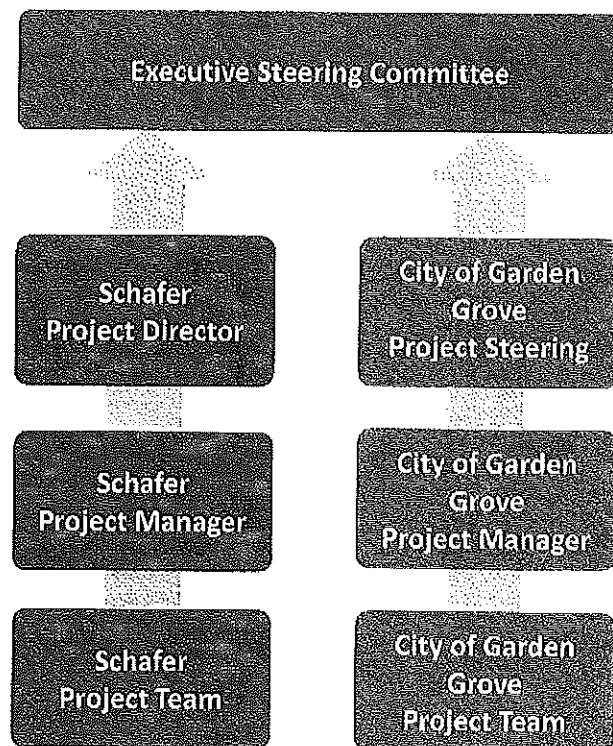 Executive Steering Committee
Schafer
Project Director
City of Garden
Grove
Project Steering
Schafer
Project Manager
City of Garden
Grove
Project Manager
Schafer
Project Team
City of Garden
Grove
Project Team